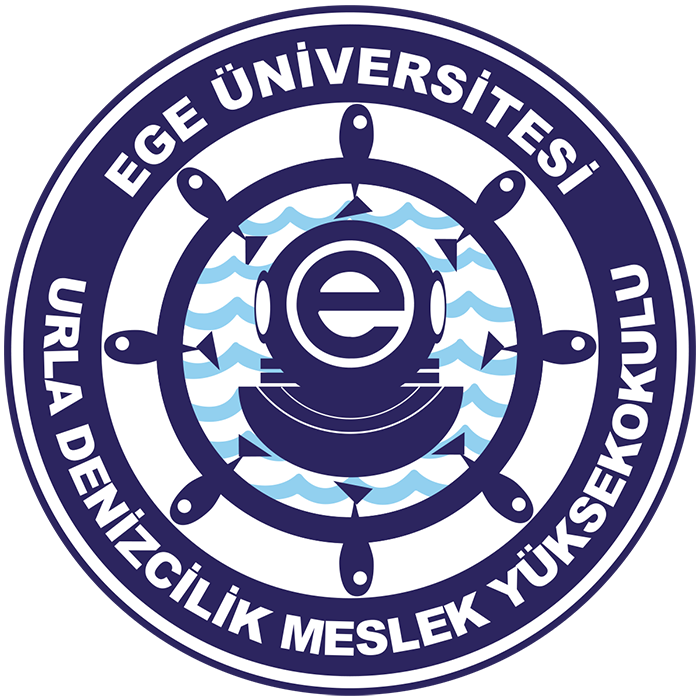 EGE ÜNİVERSİTESİ
e
URLA DENİZCİLİK MESLEK YÜKSEKOKULU